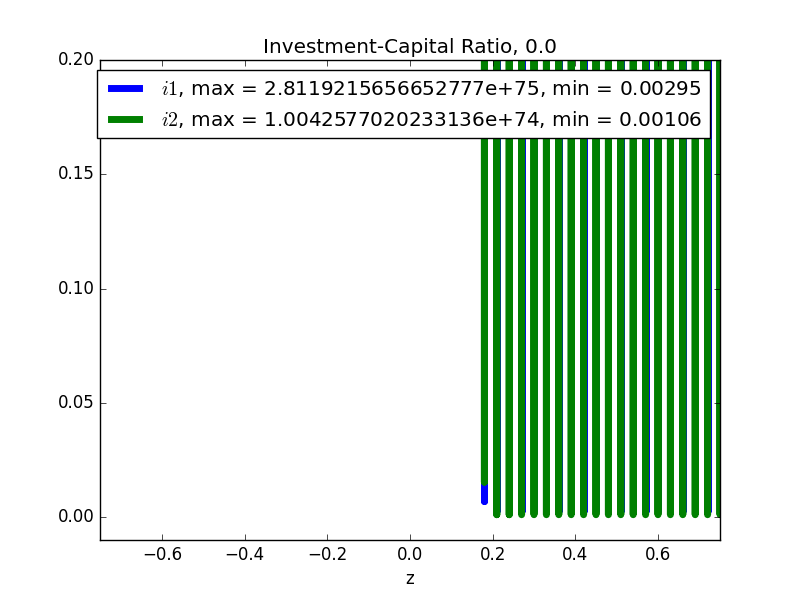 Investment-Capital Ratio, 0.0
i1, max = 2.8119215656652777e+75, min = 0.00295
i2, max = 1.0042577020233136e+74, min = 0.00106
0.20
0.15
0.10
0.05
0.00
−0.6 −0.4 −0.2 0.0 0.2 0.4 0.6
z